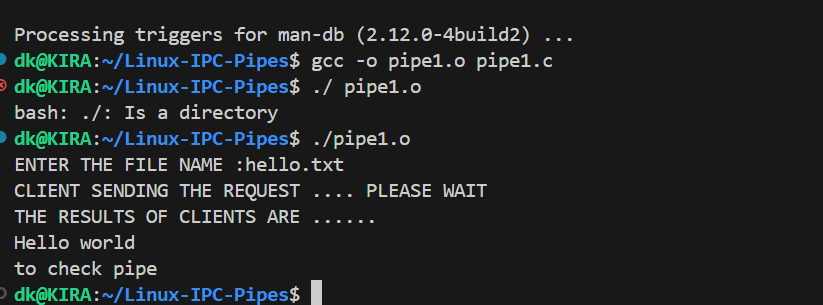 Processing triggers for man-db (2.12.0-4build2) ...
dk@KIRA:~/Linux-IPC-Pipes$ gcc -o pipe1.o pipe1.c
dk@KIRA:~/Linux-IPC-Pipes$ ./ pipe1.o
bash: ./: Is a directory
dk@KIRA:~/Linux-IPC-Pipes$ ./pipe1.o
ENTER THE FILE NAME :hello.txt
CLIENT SENDING THE REQUEST .... PLEASE WAIT
THE RESULTS OF CLIENTS ARE ......
Hello world
to check pipe
dk@KIRA:~/Linux-IPC-Pipes$